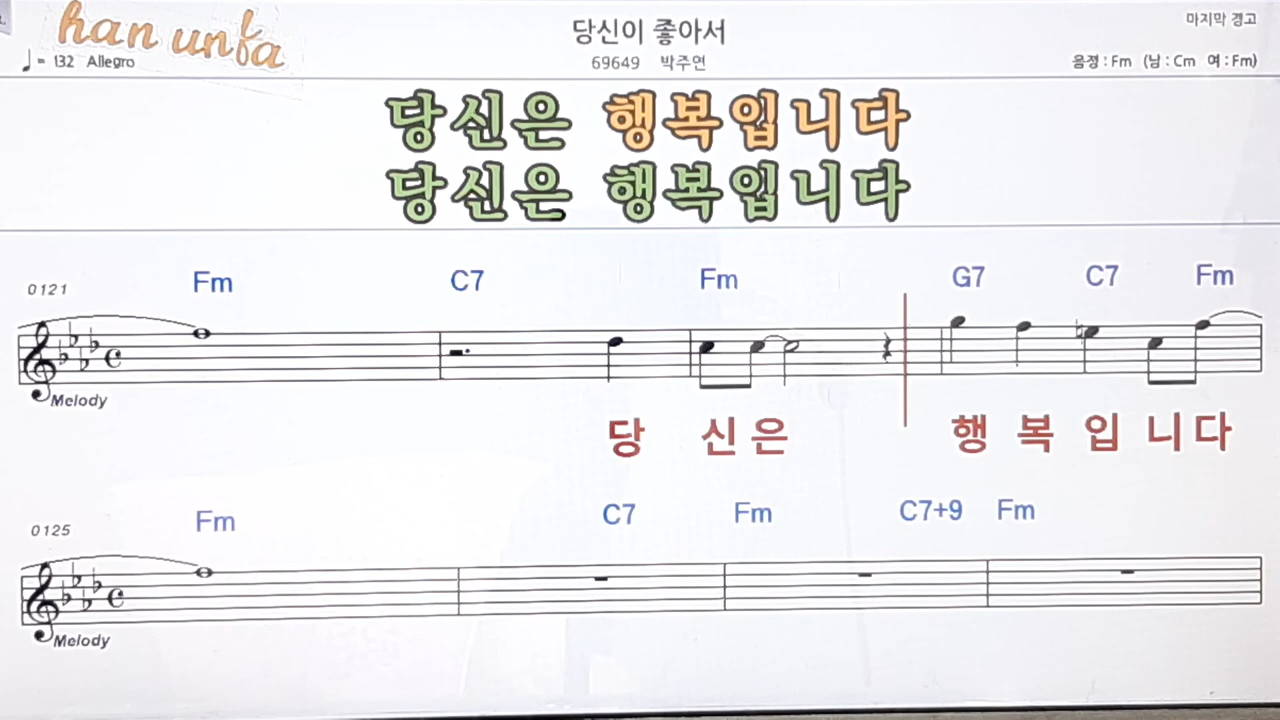 han unfa
당신이 좋아서
마지막 경고
♩= 132 Allegro
69649 박주연
음정 : Fm (남 : Cm 여 : Fm)
당신은 행복입니다
당신은 행복입니다
0121
Fm C7 Fm G7 C7 Fm
Melody
당 신 은 행 복 입 니 다
0125
Fm C7 Fm C7+9 Fm
Melody